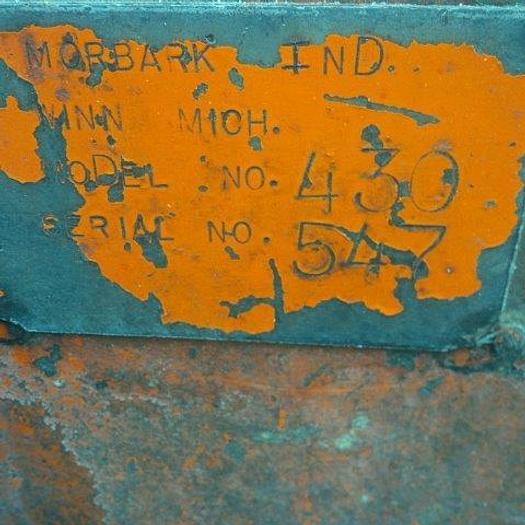 MORBARK IND.
WINN MICH.
MODEL NO. 430
SERIAL NO. 547